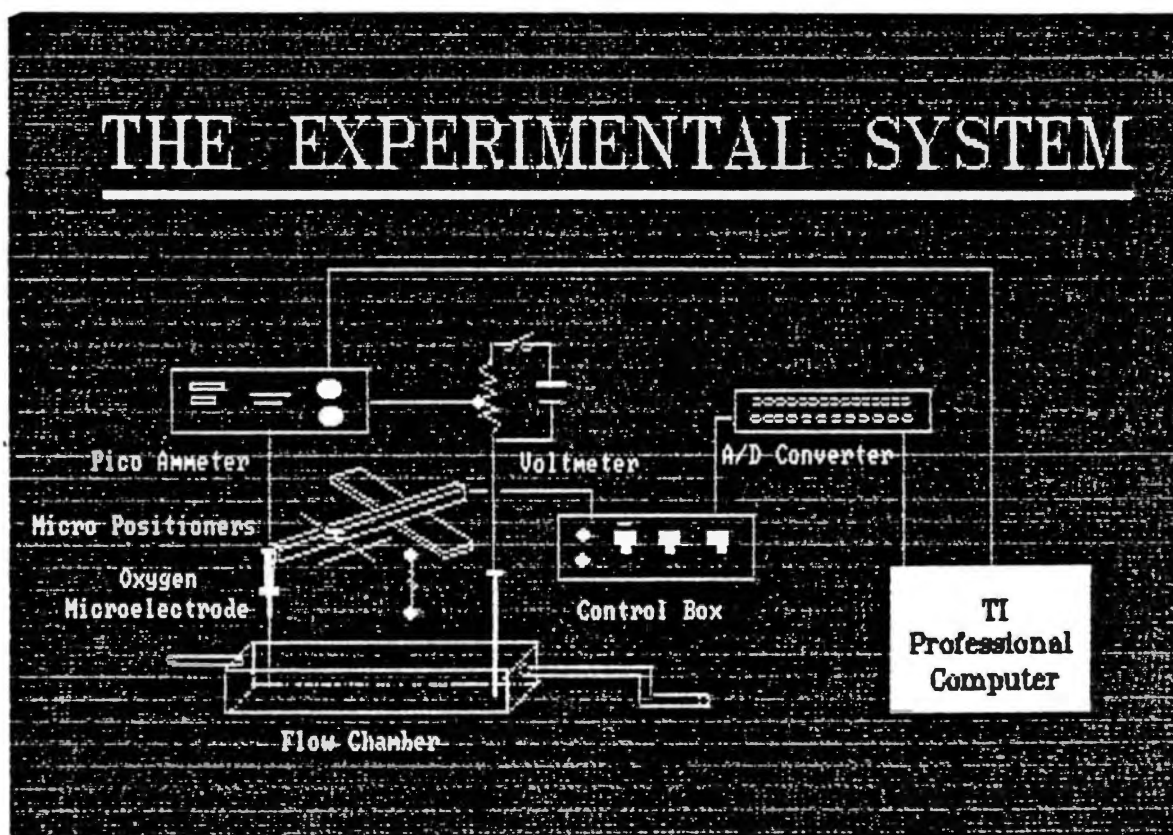 THE EXPERIMENTAL SYSTEM
Pico Ammeter
Voltmeter
A/D Converter
Micro Positioners
Oxygen
Microelectrode
Control Box
TI
Professional
Computer
Flow Chamber